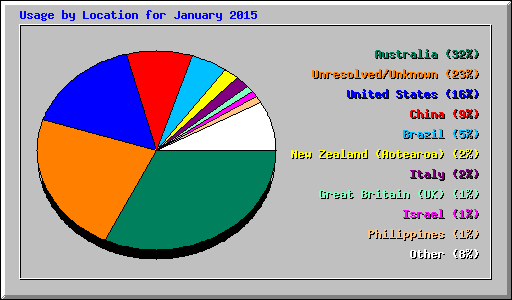 Usage by Location for January 2015
Australia (32%)
Unresolved/Unknown (23%)
United States (16%)
China (9%)
Brazil (5%)
New Zealand (Aotearoa) (2%)
Italy (2%)
Great Britain (UK) (1%)
Israel (1%)
Philippines (1%)
Other (8%)